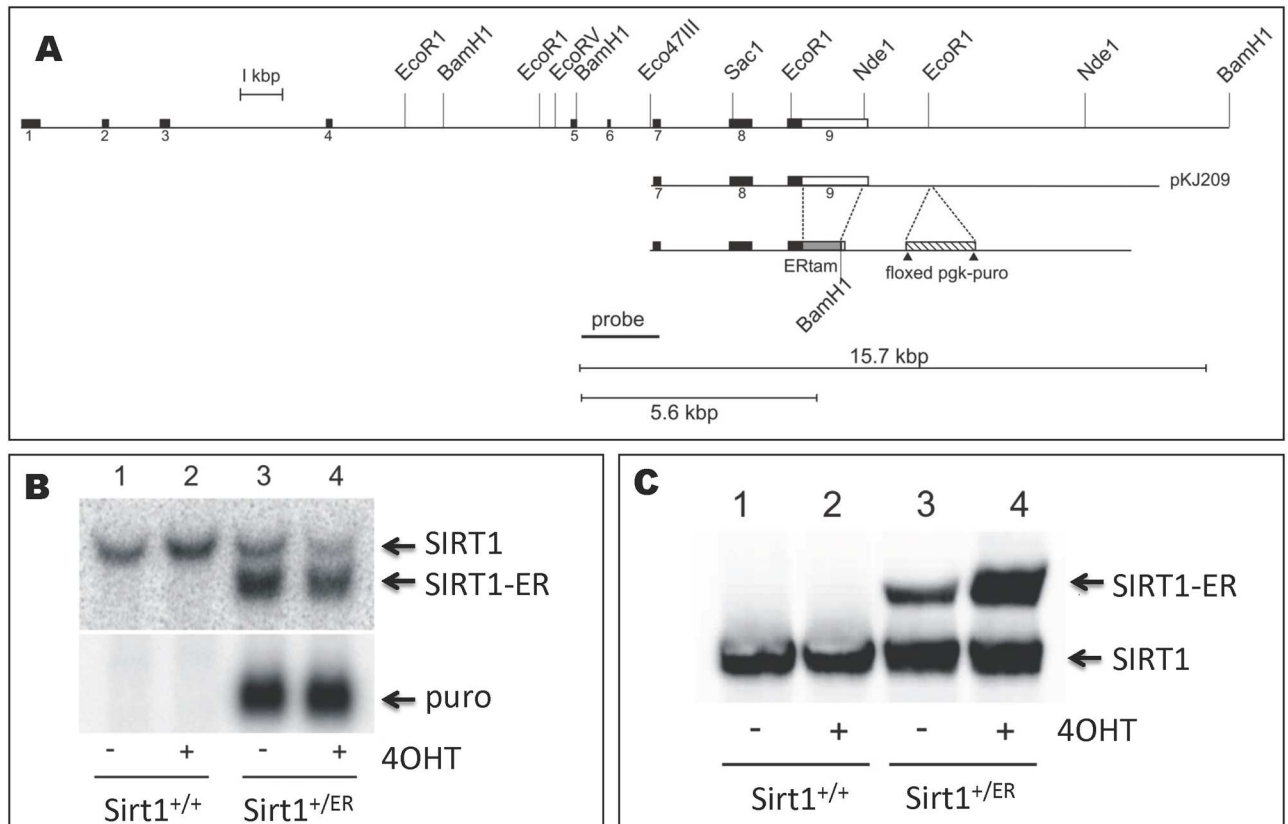 A
EcoR1 BamH1 EcoR1 EcoRV BamH1 Eco47III Sac1 EcoR1 Nde1 EcoR1 Nde1 BamH1
I kbp
1 2 3 4 5 6 7 8 9
7 8 9 pKJ209
ERtam floxed pgk-puro
BamH1
probe
15.7 kbp
5.6 kbp
B
1 2 3 4
SIRT1
SIRT1-ER
puro
- + - + 4OHT
Sirt1+/+ Sirt1+/ER
C
1 2 3 4
SIRT1-ER
SIRT1
- + - + 4OHT
Sirt1+/+ Sirt1+/ER